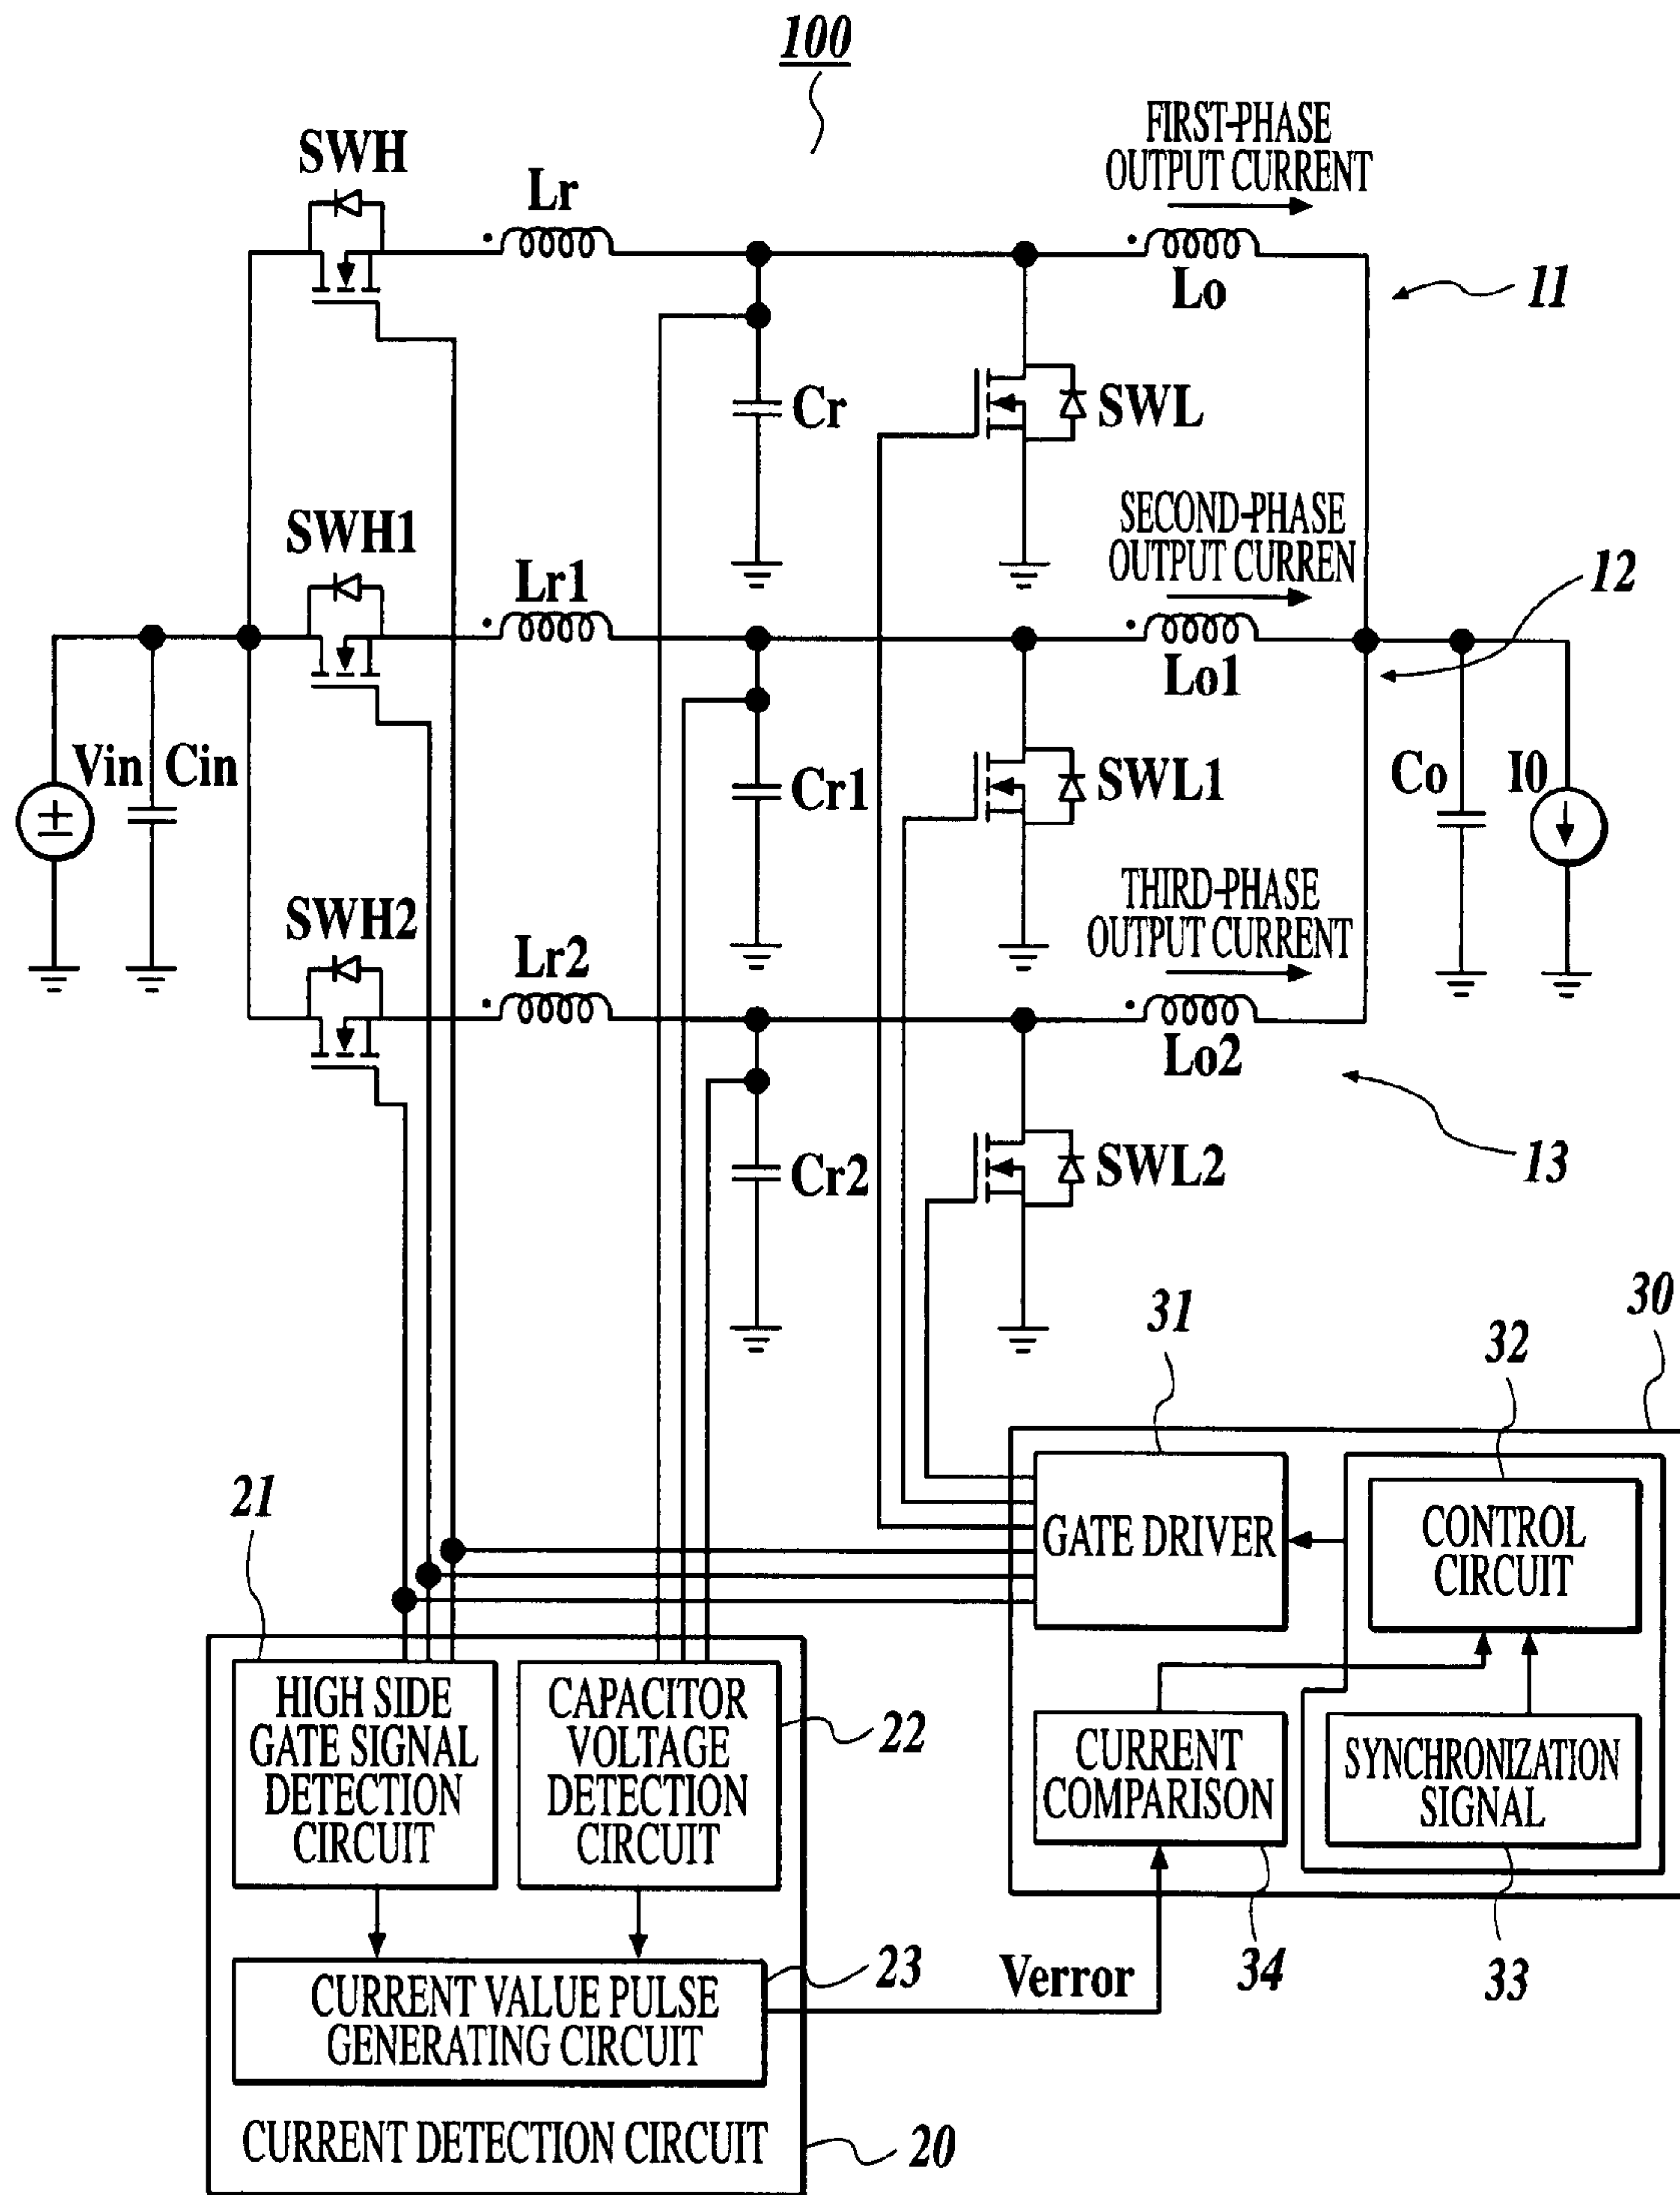 100
FIRST-PHASE
OUTPUT CURRENT
SWH
Lr
Lo
11
Cr
SWL
SECOND-PHASE
OUTPUT CURREN
SWH1
Lr1
12
Lo1
Vin
Cin
Cr1
SWL1
Co
I0
THIRD-PHASE
OUTPUT CURRENT
SWH2
Lr2
Lo2
Cr2
SWL2
13
30
31
32
21
GATE DRIVER
CONTROL
CIRCUIT
HIGH SIDE
GATE SIGNAL
DETECTION
CIRCUIT
CAPACITOR
VOLTAGE
DETECTION
CIRCUIT
22
CURRENT
COMPARISON
SYNCHRONIZATION
SIGNAL
CURRENT VALUE PULSE
GENERATING CIRCUIT
23
Verror
34
33
CURRENT DETECTION CIRCUIT
20